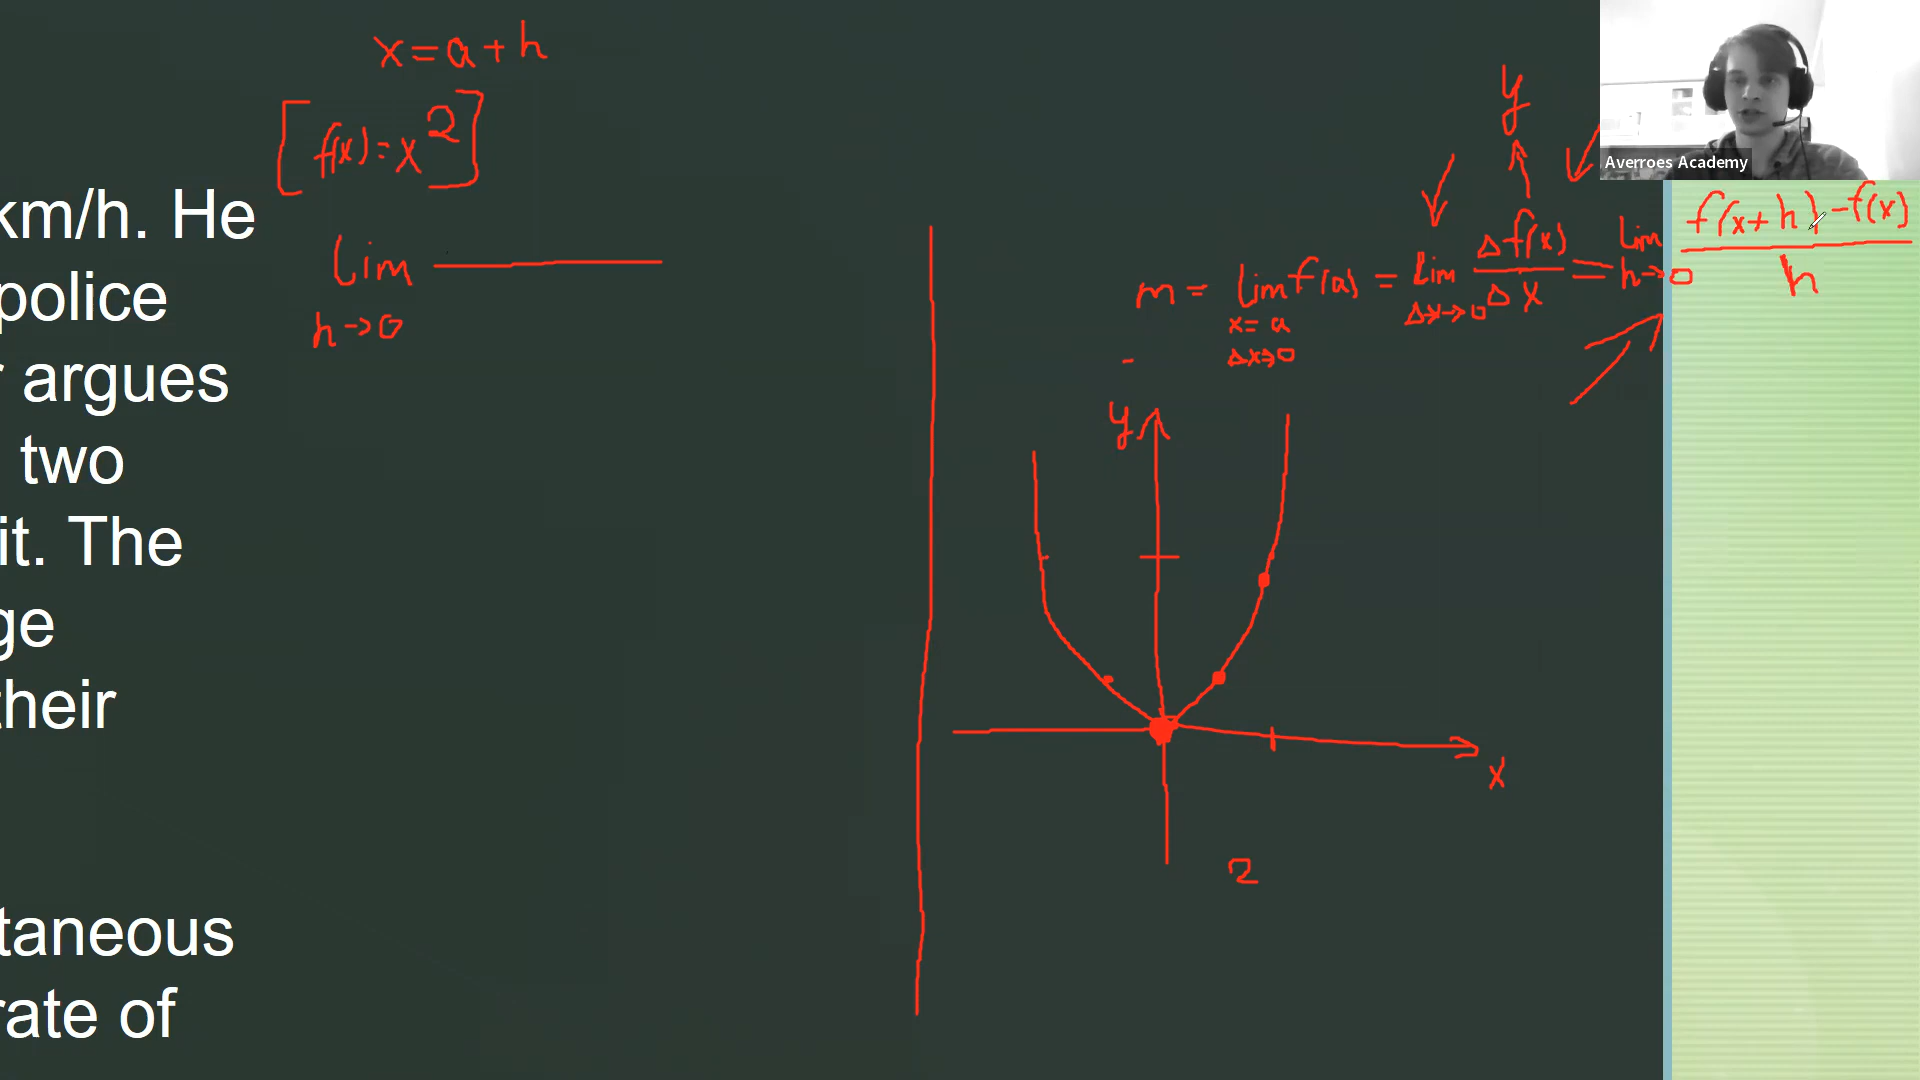 x = a + h
[f(x) = x²]
lim
h→0
km/h. He
police
argues
two
it. The
ge
their
taneous
rate of
y
Averroes Academy
m = lim f(a) = lim Δf(x)/Δx = lim f(x+h) - f(x)/h
x = a
Δx→0
Δx→0
h→0
y
x
2